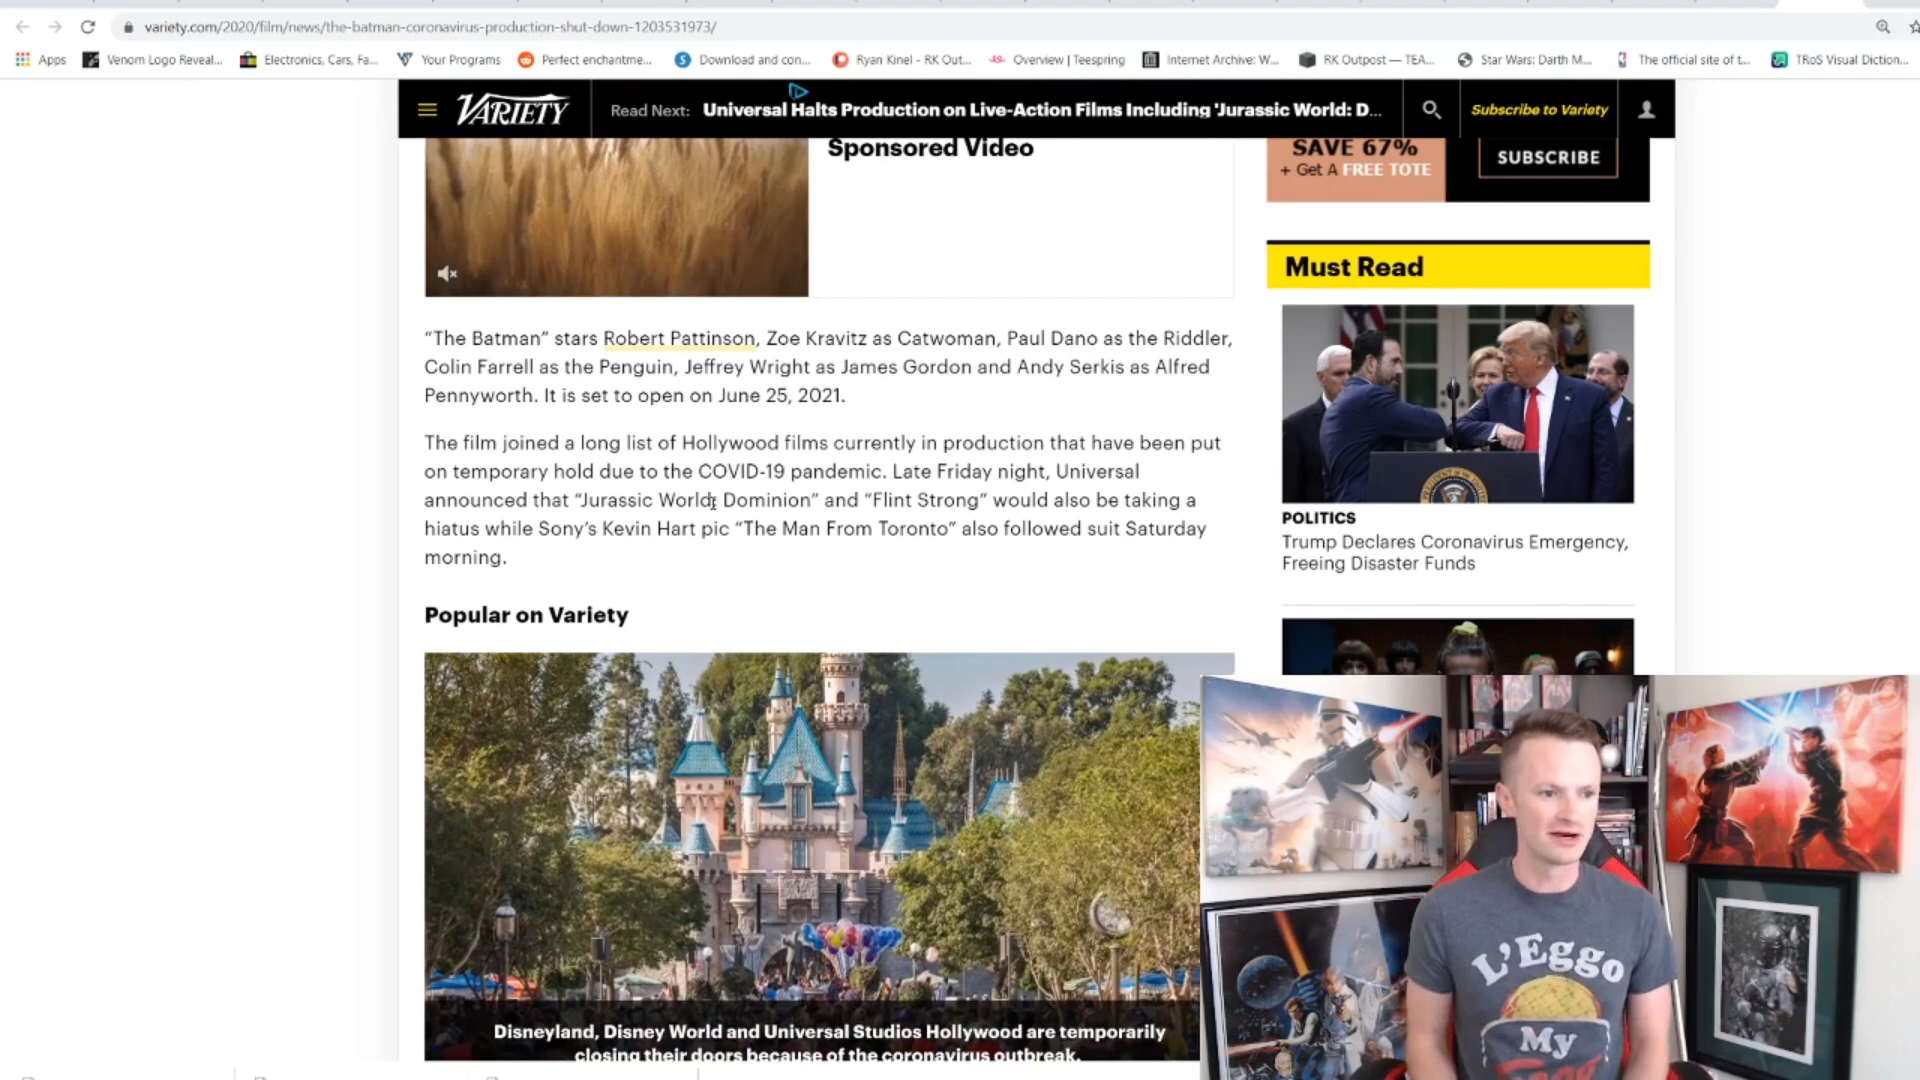 variety.com/2020/film/news/the-batman-coronavirus-production-shut-down-1203531973/
Apps
Venom Logo Reveal...
Electronics, Cars, Fa...
Your Programs
Perfect enchantme...
Download and con...
Ryan Kinel - RK Out...
Overview | Teespring
Internet Archive: W...
RK Outpost — TEA...
Star Wars: Darth M...
The official site of t...
TRoS Visual Diction...
VARIETY
Read Next: Universal Halts Production on Live-Action Films Including 'Jurassic World: D...
Subscribe to Variety
Sponsored Video
SAVE 67%
+ Get A FREE TOTE
SUBSCRIBE
Must Read
“The Batman” stars Robert Pattinson, Zoe Kravitz as Catwoman, Paul Dano as the Riddler,
Colin Farrell as the Penguin, Jeffrey Wright as James Gordon and Andy Serkis as Alfred
Pennyworth. It is set to open on June 25, 2021.
The film joined a long list of Hollywood films currently in production that have been put
on temporary hold due to the COVID-19 pandemic. Late Friday night, Universal
announced that “Jurassic World: Dominion” and “Flint Strong” would also be taking a
hiatus while Sony’s Kevin Hart pic “The Man From Toronto” also followed suit Saturday
morning.
POLITICS
Trump Declares Coronavirus Emergency,
Freeing Disaster Funds
Popular on Variety
Disneyland, Disney World and Universal Studios Hollywood are temporarily
closing their doors because of the coronavirus outbreak.
L'Eggo
My